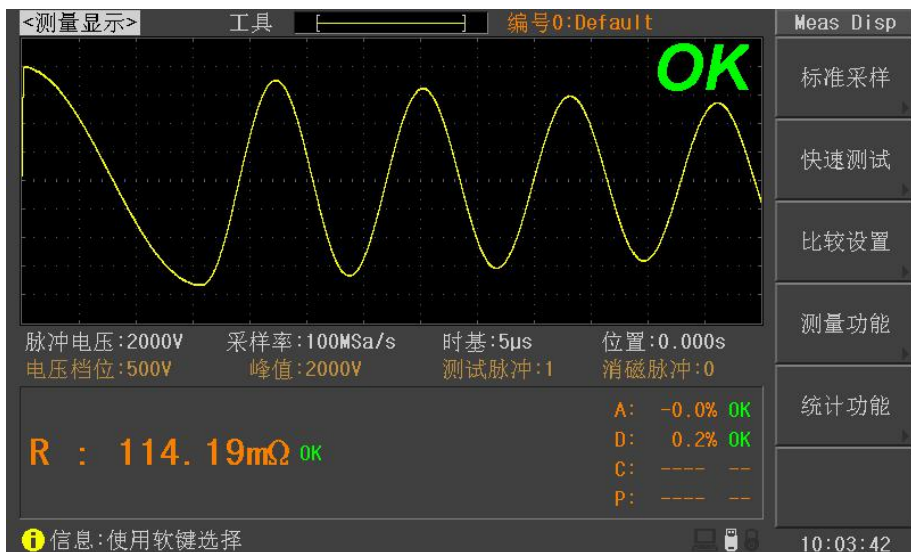 <测量显示> 工具 [ ] 编号0:Default Meas Disp
OK
标准采样
快速测试
比较设置
测量功能
统计功能
脉冲电压:2000V 采样率:100MSa/s 时基:5μs 位置:0.000s
电压档位:500V 峰值:2000V 测试脉冲:1 消磁脉冲:0
R : 114.19mΩ OK
A: -0.0% OK
D: 0.2% OK
C: ---- --
P: ---- --
信息:使用软键选择 10:03:42